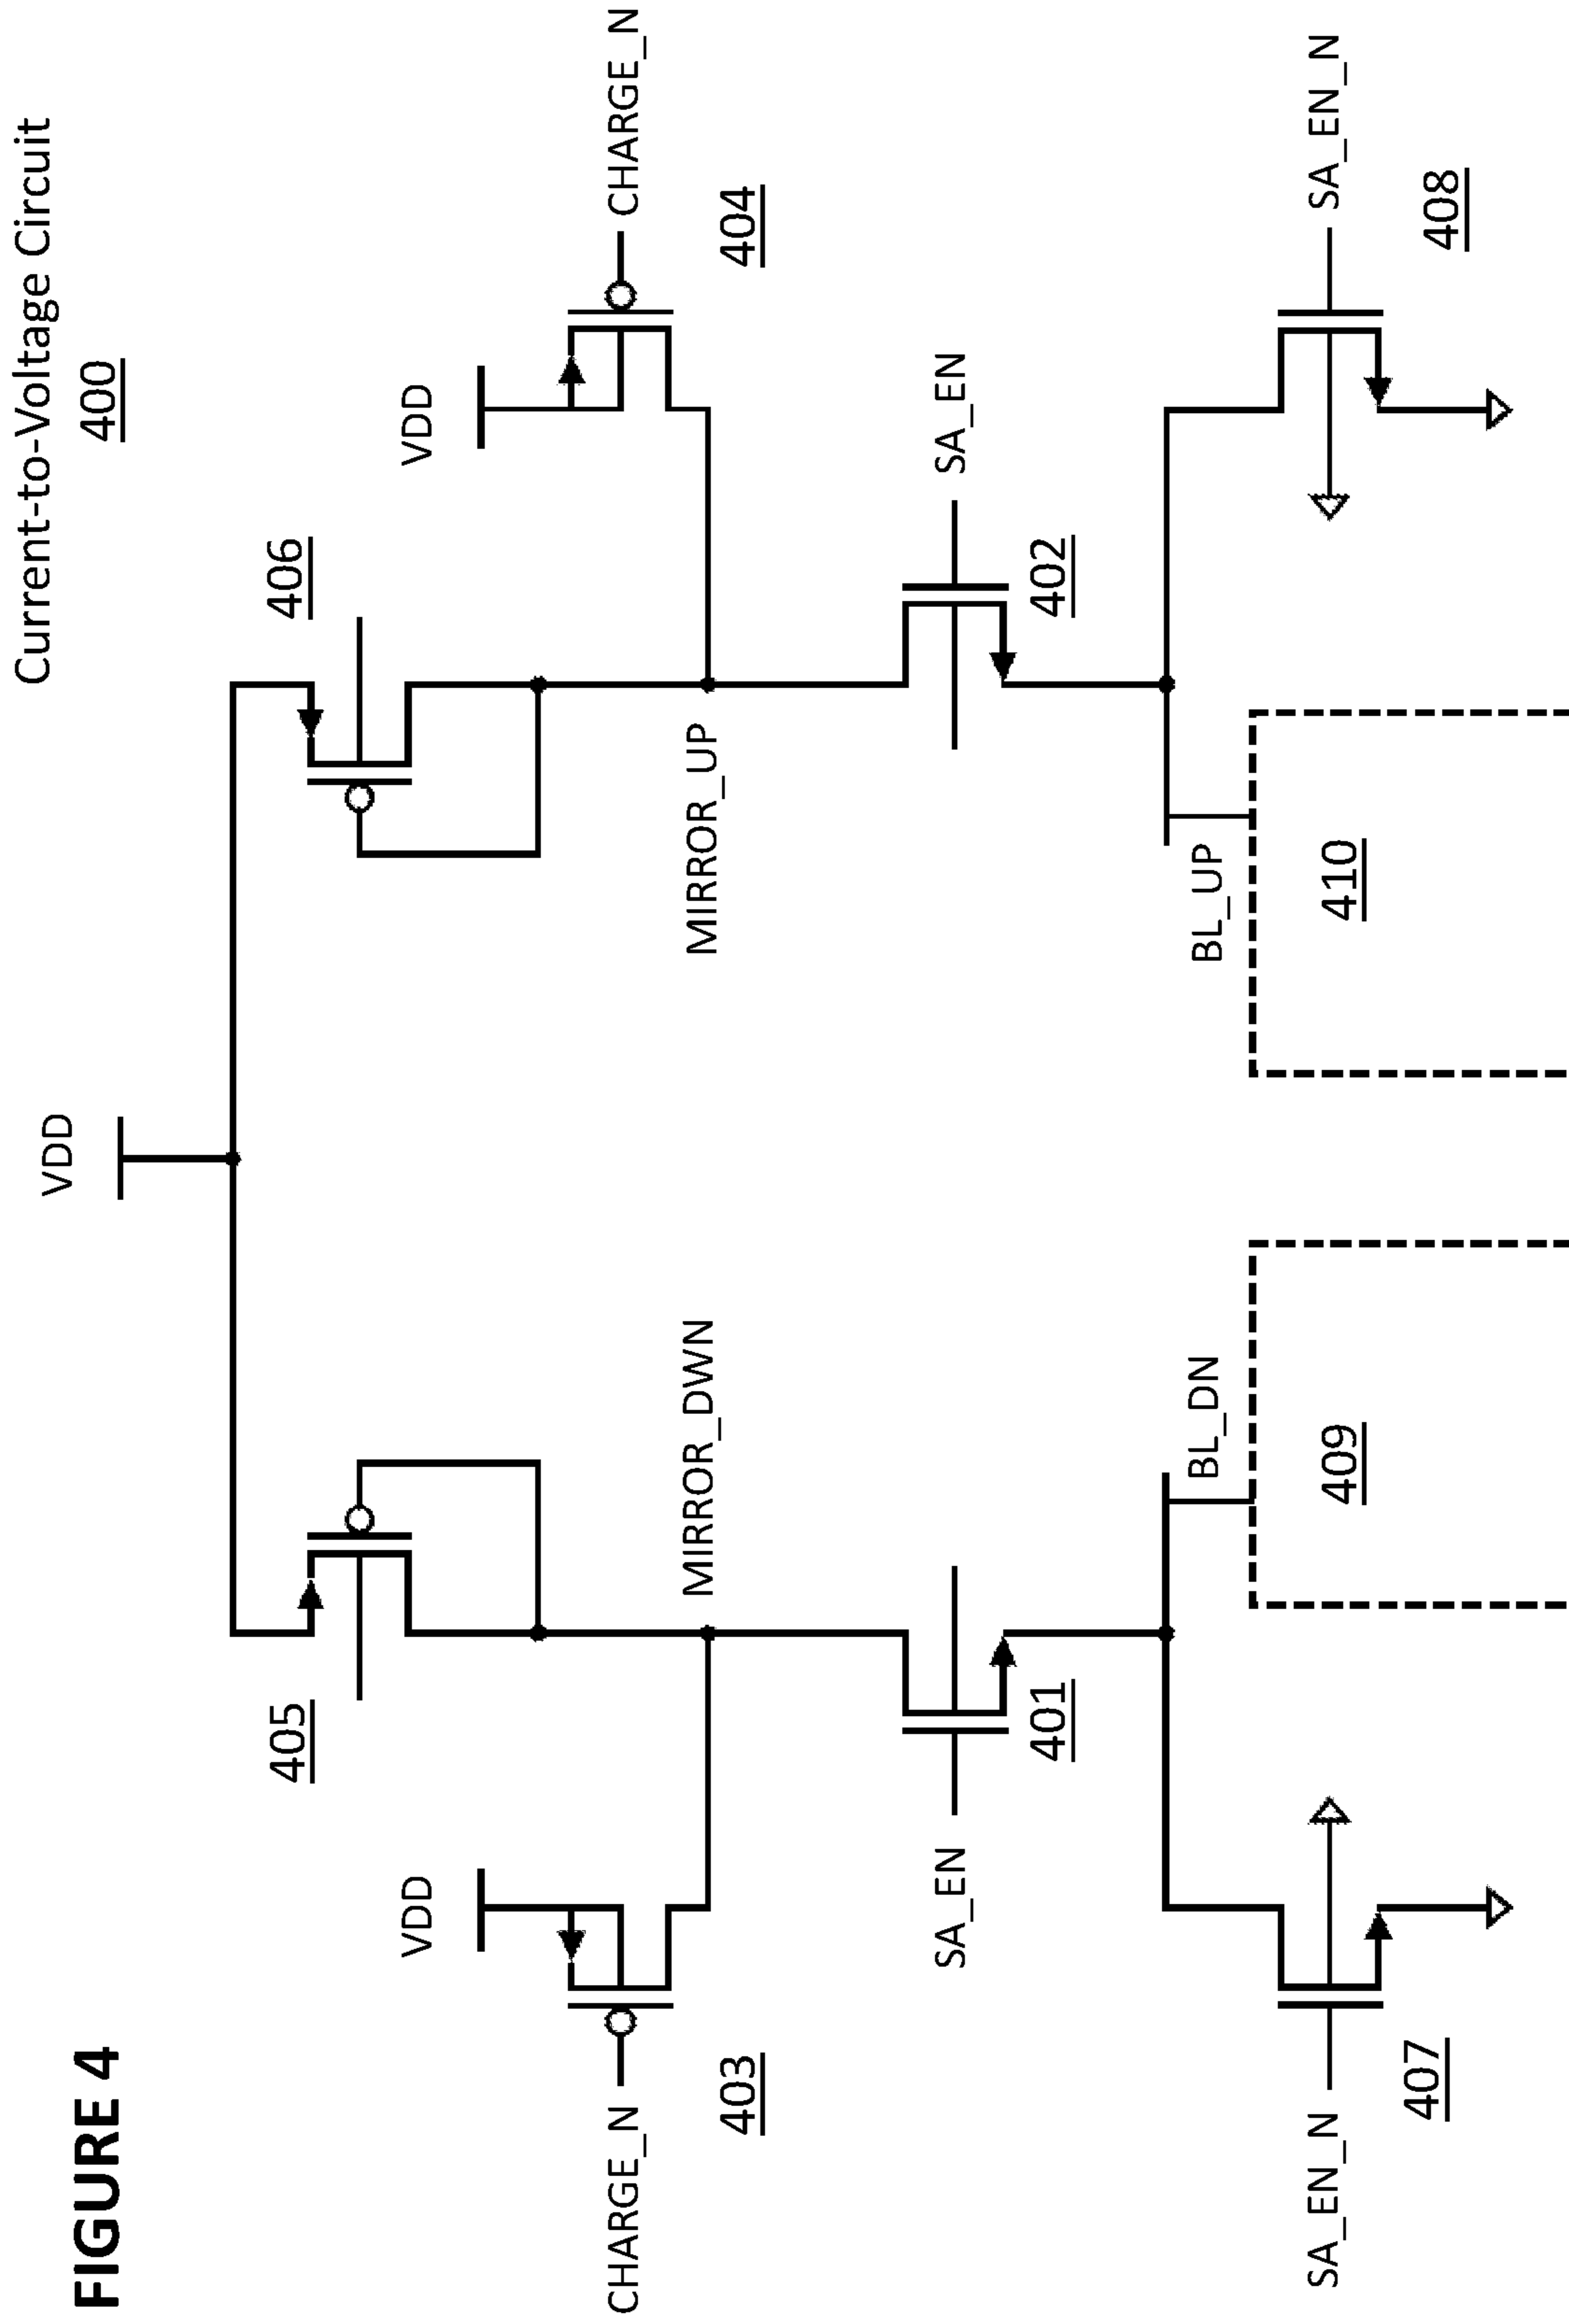 FIGURE 4
Current-to-Voltage Circuit
400
VDD
405
406
VDD
VDD
CHARGE_N
CHARGE_N
403
404
MIRROR_DWN
MIRROR_UP
SA_EN
SA_EN
401
402
BL_DN
BL_UP
SA_EN_N
409
410
SA_EN_N
407
408